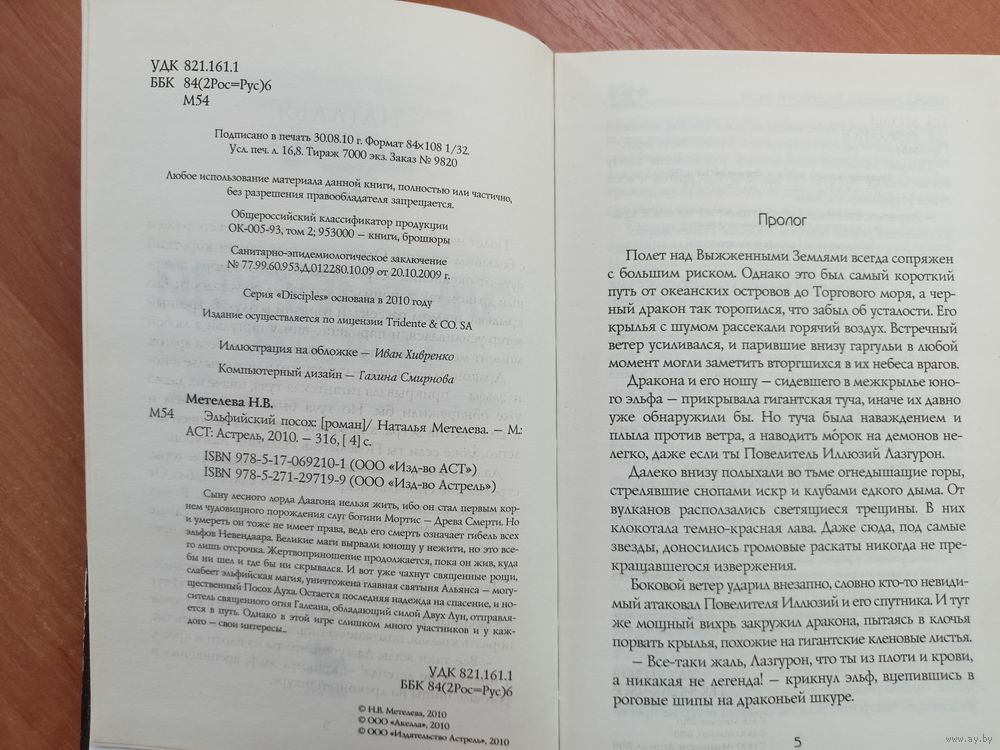 УДК 821.161.1
ББК 84(2Рос=Рус)6
М54
Подписано в печать 30.08.10 г. Формат 84×108 1/32.
Усл. печ. л. 16,8. Тираж 7000 экз. Заказ № 9820
Любое использование материала данной книги, полностью или частично,
без разрешения правообладателя запрещается.
Общероссийский классификатор продукции
ОК-005-93, том 2; 953000 — книги, брошюры
Санитарно-эпидемиологическое заключение
№ 77.99.60.953.Д.012280.10.09 от 20.10.2009 г.
Серия «Disciples» основана в 2010 году
Издание осуществляется по лицензии Tridente & CO. SA
Иллюстрация на обложке — Иван Хивренко
Компьютерный дизайн — Галина Смирнова
Метелева Н.В.
М54 Эльфийский посох: [роман]/ Наталья Метелева. — М.:
АСТ: Астрель, 2010. — 316, [ 4] с.
ISBN 978-5-17-069210-1 (ООО «Изд-во АСТ»)
ISBN 978-5-271-29719-9 (ООО «Изд-во Астрель»)
Сыну лесного лорда Даагона нельзя жить, ибо он стал первым кор-
нем чудовищного порождения слуг богини Мортис — Древа Смерти. Но
и умереть он тоже не имеет права, ведь его смерть означает гибель всех
эльфов Невендаара. Великие маги вырвали юношу у нежити, но это все-
го лишь отсрочка. Жертвоприношение продолжается, пока он жив, куда
бы ни шел и где бы ни скрывался. И вот уже чахнут священные рощи,
слабеет эльфийская магия, уничтожена главная святыня Альянса — могу-
щественный Посох Духа. Остается последняя надежда на спасение, и но-
ситель священного огня Галеана, обладающий силой Двух Лун, отправля-
ется в путь. Однако в этой игре слишком много участников и у каж-
дого — свои интересы...
УДК 821.161.1
ББК 84(2Рос=Рус)6
© Н.В. Метелева, 2010
© ООО «Акелла», 2010
© ООО «Издательство Астрель», 2010
Пролог
Полет над Выжженными Землями всегда сопряжен
с большим риском. Однако это был самый короткий
путь от океанских островов до Торгового моря, а чер-
ный дракон так торопился, что забыл об усталости. Его
крылья с шумом рассекали горячий воздух. Встречный
ветер усиливался, и парившие внизу гаргульи в любой
момент могли заметить вторгшихся в их небеса врагов.
Дракона и его ношу — сидевшего в межкрылье юно-
го эльфа — прикрывала гигантская туча, иначе их давно
уже обнаружили бы. Но туча была наваждением и
плыла против ветра, а наводить мóрок на демонов не-
легко, даже если ты Повелитель Иллюзий Лазгурон.
Далеко внизу полыхали во тьме огнедышащие горы,
стрелявшие снопами искр и клубами едкого дыма. От
вулканов расползались светящиеся трещины. В них
клокотала темно-красная лава. Даже сюда, под самые
звезды, доносились громовые раскаты никогда не пре-
кращавшегося извержения.
Боковой ветер ударил внезапно, словно кто-то невиди-
мый атаковал Повелителя Иллюзий и его спутника. И тут
же мощный вихрь закружил дракона, пытаясь в клочья
порвать крылья, похожие на гигантские кленовые листья.
— Все-таки жаль, Лазгурон, что ты из плоти и крови,
а никакая не легенда! — крикнул эльф, вцепившись в
роговые шипы на драконьей шкуре.
5
www.ay.by